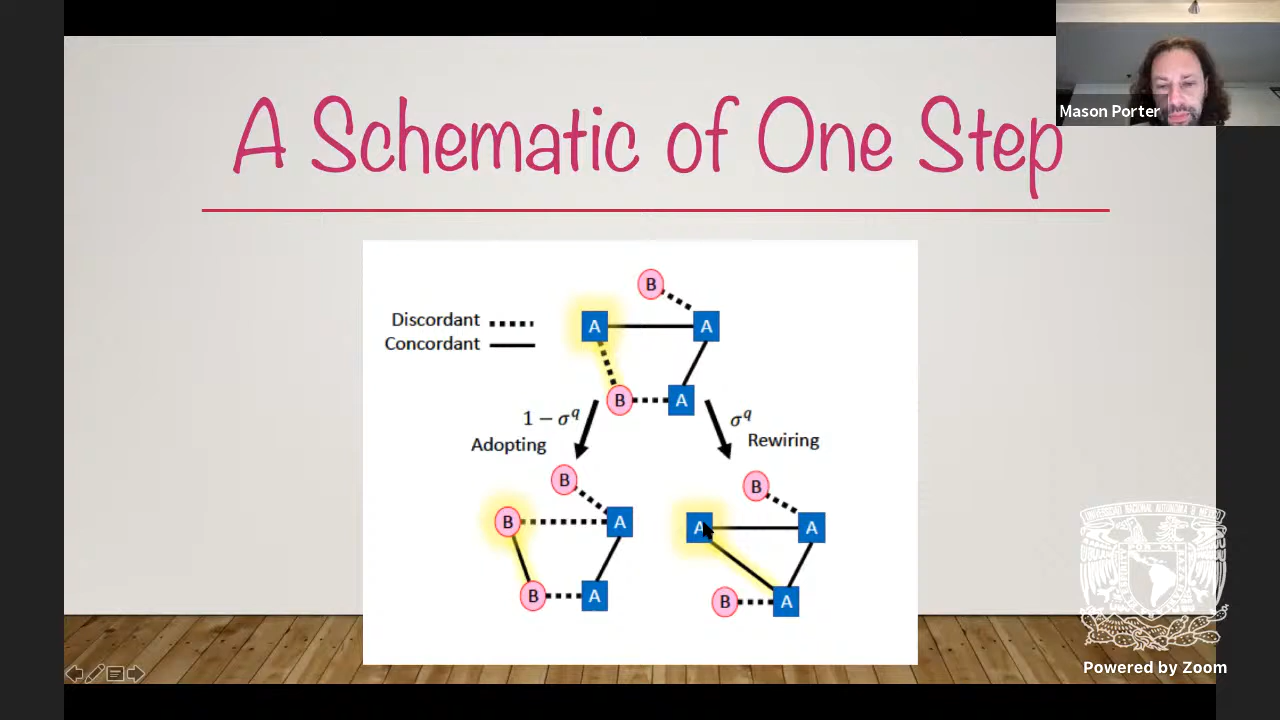 A Schematic of One Step
Mason Porter
Discordant
Concordant
B
A
A
B
A
1 − σ^q
Adopting
σ^q
Rewiring
B
B
A
B
A
B
A
A
B
A
Powered by Zoom